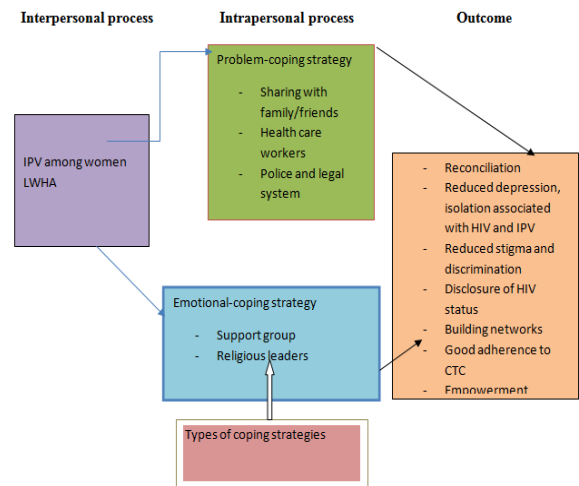 Interpersonal process
Intrapersonal process
Outcome
Problem-coping strategy
- Sharing with
family/friends
- Health care
workers
- Police and legal
system
IPV among women
LWHA
- Reconciliation
- Reduced depression,
isolation associated
with HIV and IPV
- Reduced stigma and
discrimination
- Disclosure of HIV
status
- Building networks
- Good adherence to
CTC
- Empowerment
Emotional-coping strategy
- Support group
- Religious leaders
Types of coping strategies